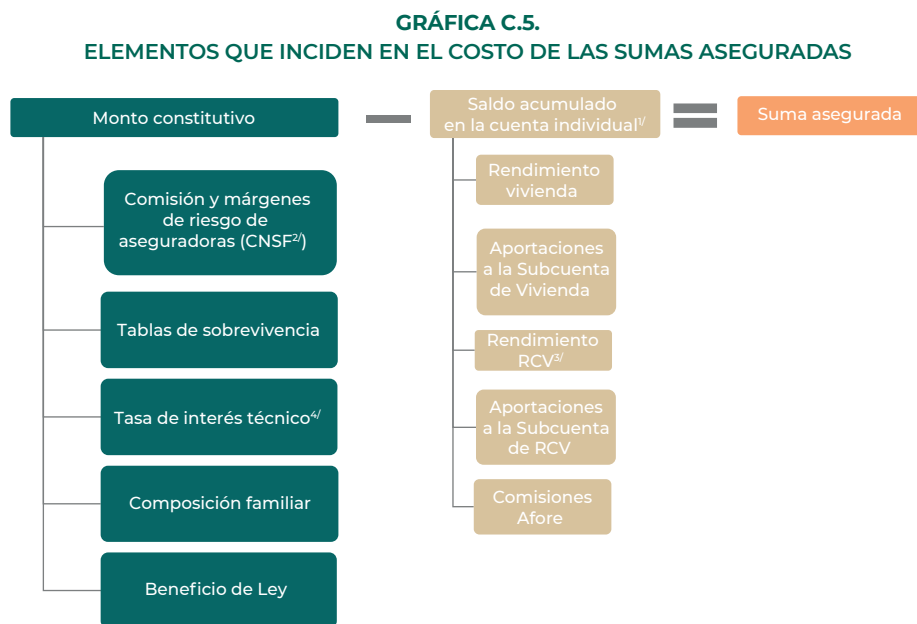 GRÁFICA C.5.
ELEMENTOS QUE INCIDEN EN EL COSTO DE LAS SUMAS ASEGURADAS
Monto constitutivo
Saldo acumulado
en la cuenta individual1/
Suma asegurada
Comisión y márgenes
de riesgo de
aseguradoras (CNSF2/)
Tablas de sobrevivencia
Tasa de interés técnico4/
Composición familiar
Beneficio de Ley
Rendimiento
vivienda
Aportaciones
a la Subcuenta
de Vivienda
Rendimiento
RCV3/
Aportaciones
a la Subcuenta
de RCV
Comisiones
Afore